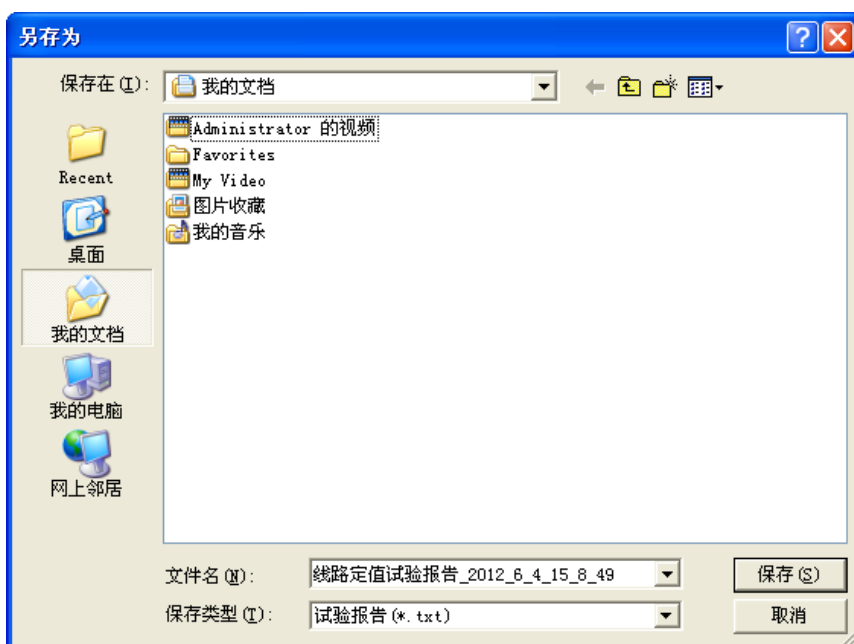 另存为
保存在(I):
我的文档
Administrator 的视频
Favorites
My Video
图片收藏
我的音乐
Recent
桌面
我的文档
我的电脑
网上邻居
文件名(N):
线路定值试验报告_2012_6_4_15_8_49
保存(S)
保存类型(T):
试验报告(*.txt)
取消